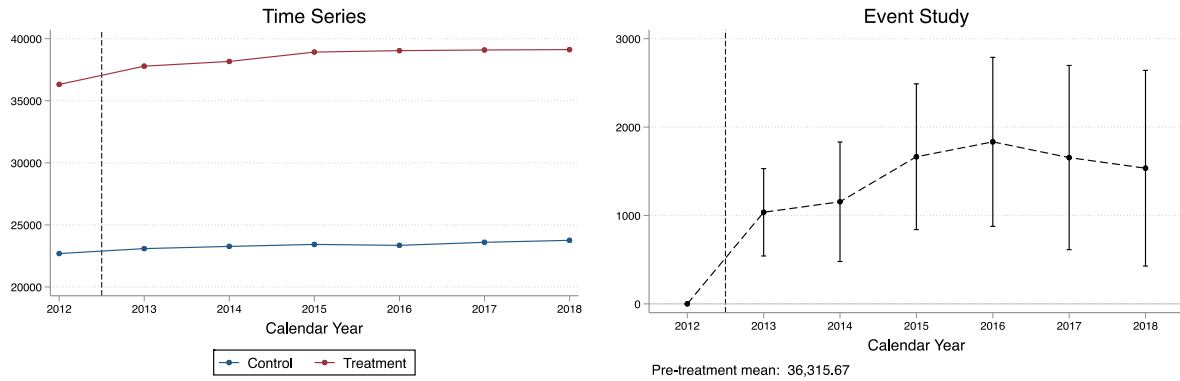 Time Series
40000
35000
30000
25000
20000
2012 2013 2014 2015 2016 2017 2018
Calendar Year
Control Treatment
Event Study
3000
2000
1000
0
2012 2013 2014 2015 2016 2017 2018
Calendar Year
Pre-treatment mean: 36,315.67